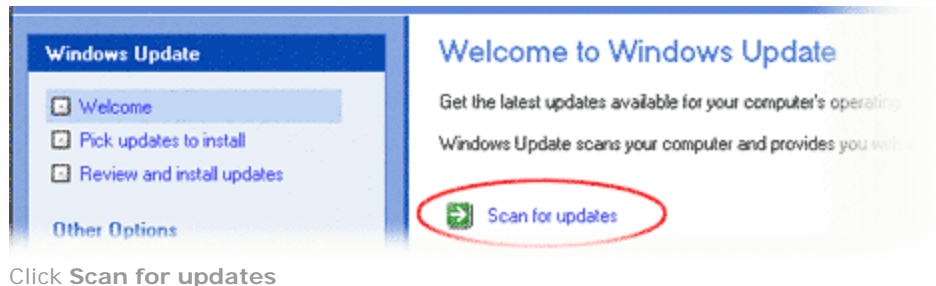 Windows Update
Welcome
Pick updates to install
Review and install updates
Other Options
Welcome to Windows Update
Get the latest updates available for your computer's operating
Windows Update scans your computer and provides you with
Scan for updates
Click Scan for updates